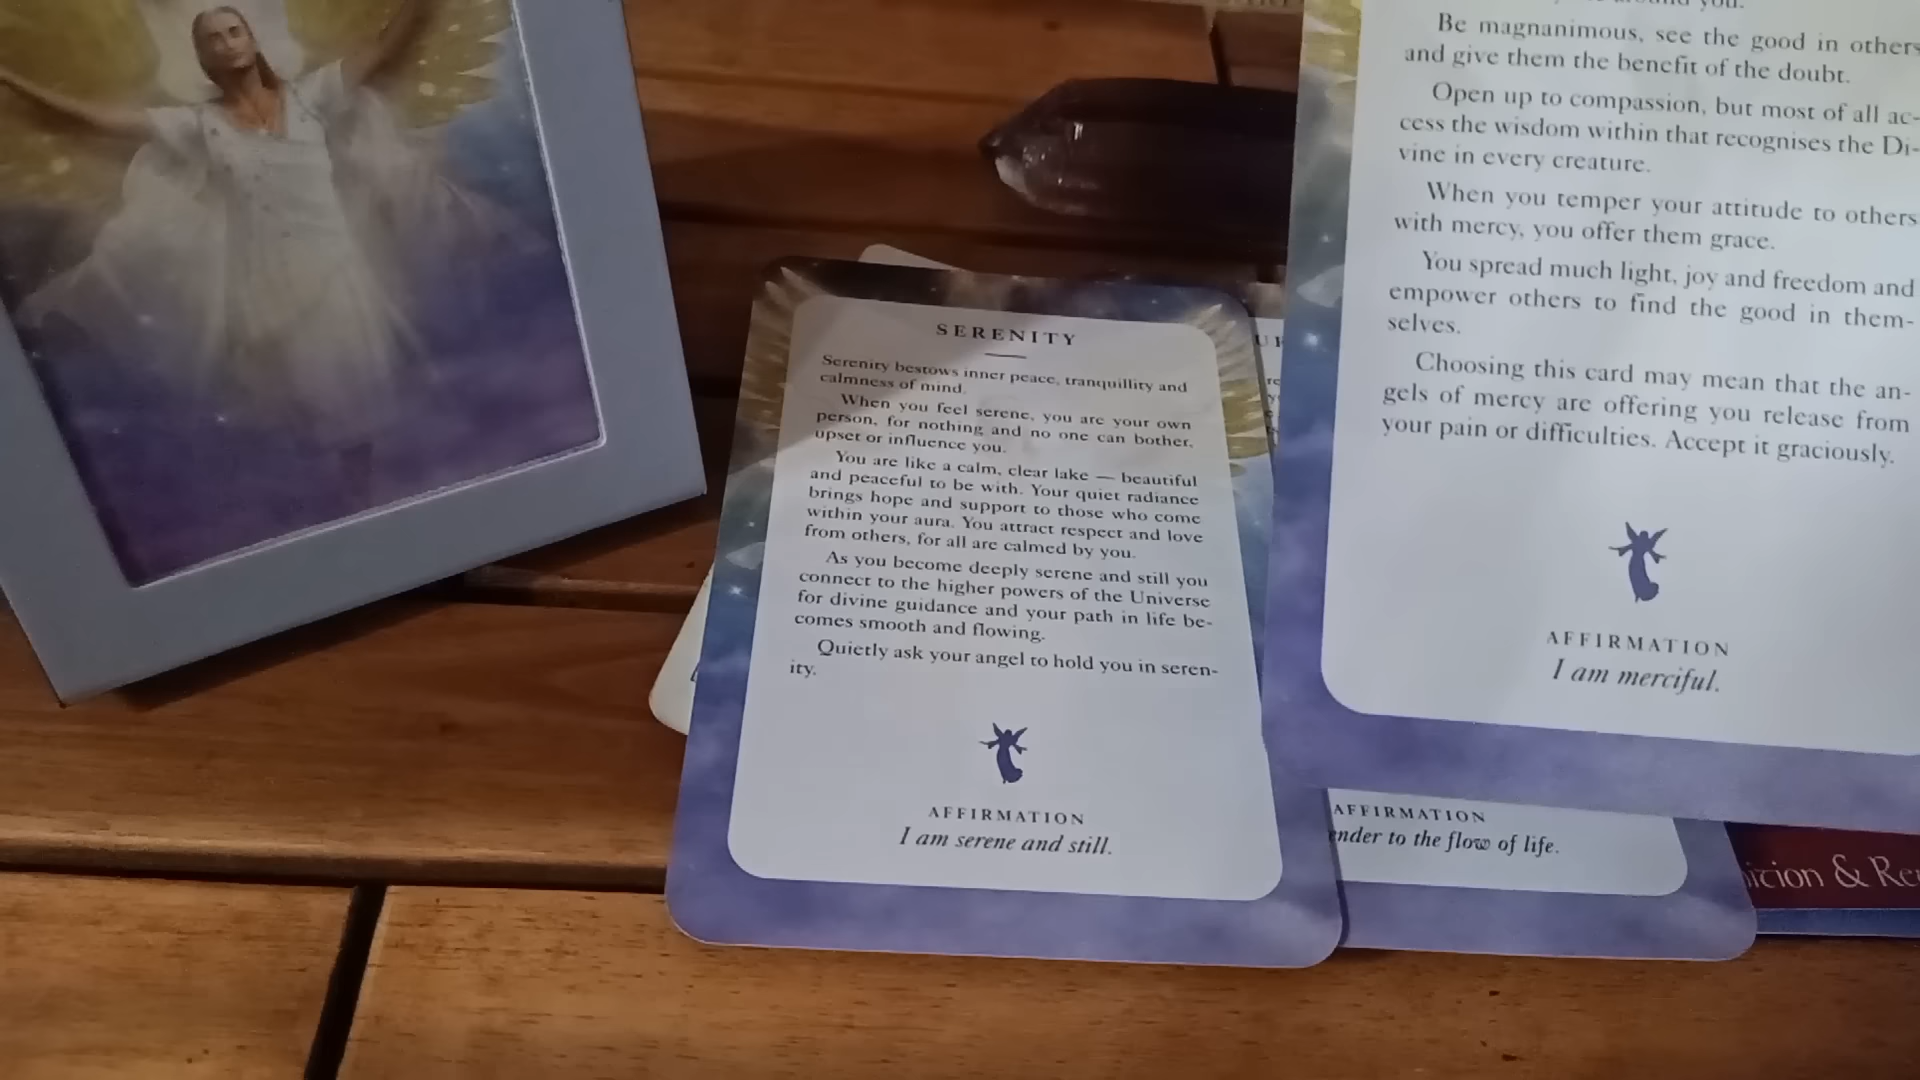 SERENITY
Serenity bestows inner peace, tranquillity and
calmness of mind.
When you feel serene, you are your own
person, for nothing and no one can bother,
upset or influence you.
You are like a calm, clear lake — beautiful
and peaceful to be with. Your quiet radiance
brings hope and support to those who come
within your aura. You attract respect and love
from others, for all are calmed by you.
As you become deeply serene and still you
connect to the higher powers of the Universe
for divine guidance and your path in life be-
comes smooth and flowing.
Quietly ask your angel to hold you in seren-
ity.
AFFIRMATION
I am serene and still.
you.
Be magnanimous, see the good in others
and give them the benefit of the doubt.
Open up to compassion, but most of all ac-
cess the wisdom within that recognises the Di-
vine in every creature.
When you temper your attitude to others
with mercy, you offer them grace.
You spread much light, joy and freedom and
empower others to find the good in them-
selves.
Choosing this card may mean that the an-
gels of mercy are offering you release from
your pain or difficulties. Accept it graciously.
AFFIRMATION
I am merciful.
AFFIRMATION
ender to the flow of life.
& Re